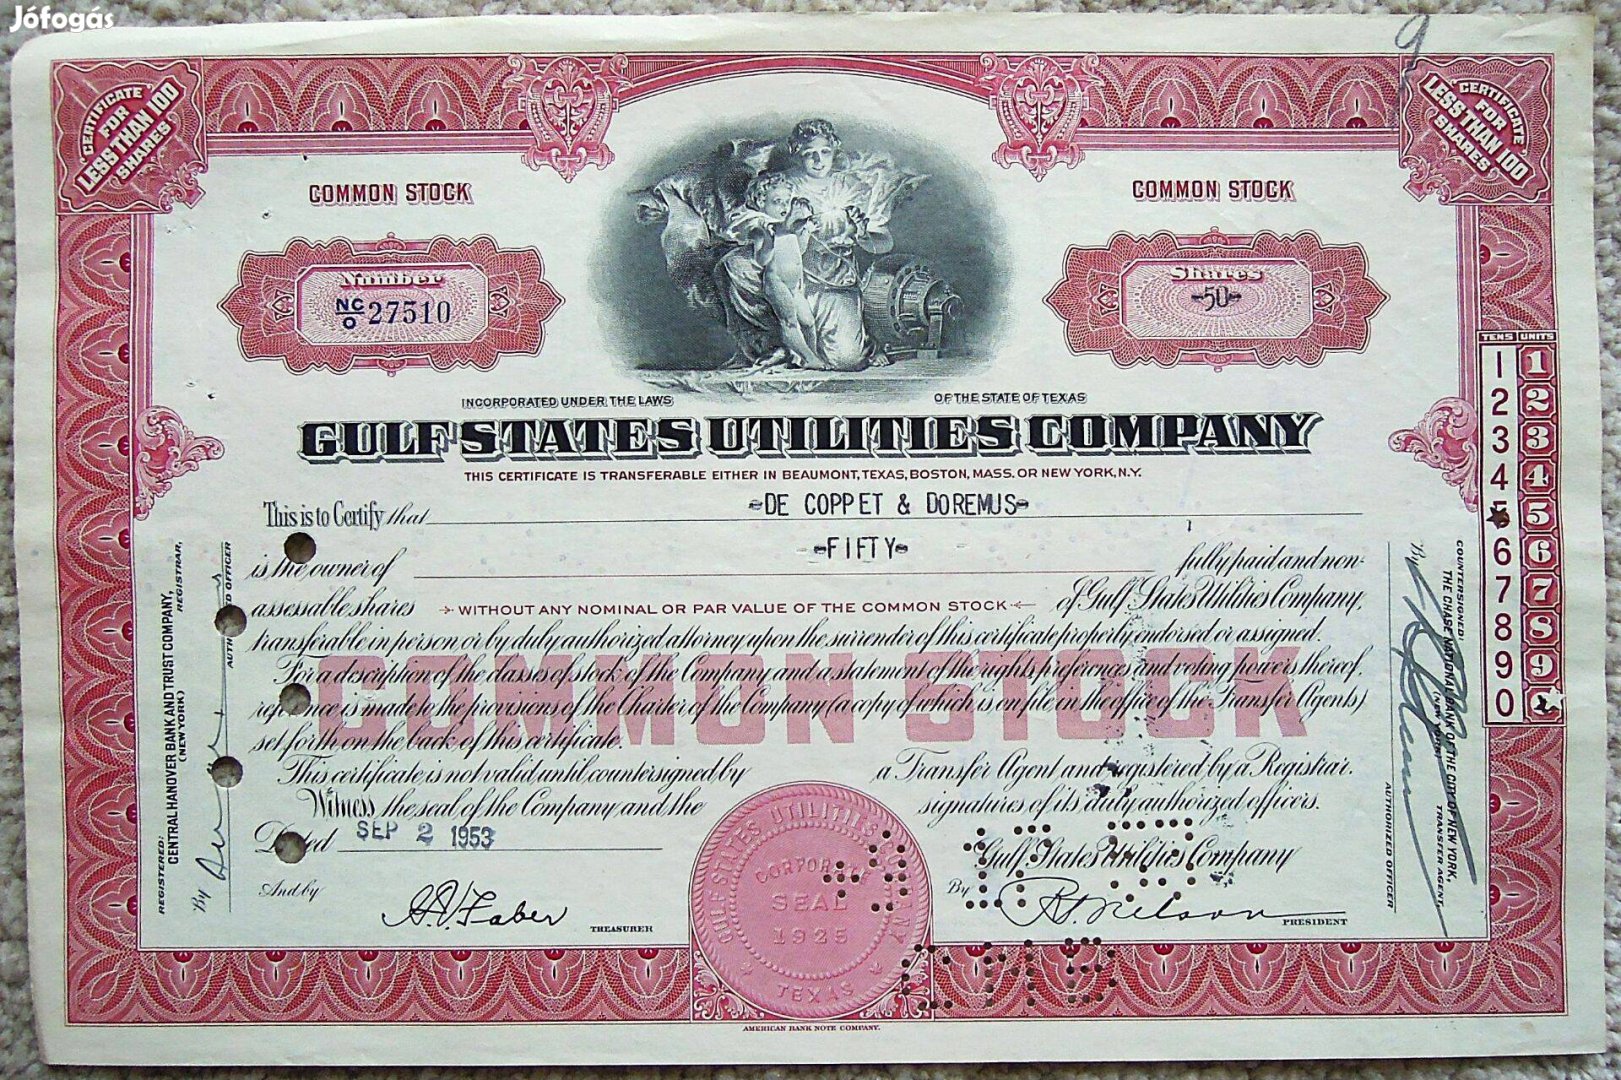 Jófogás
CERTIFICATE
FOR
LESS THAN 100
SHARES
CERTIFICATE
FOR
LESS THAN 100
SHARES
COMMON STOCK
COMMON STOCK
Number
NC/O 27510
Shares
-50-
INCORPORATED UNDER THE LAWS OF THE STATE OF TEXAS
GULF STATES UTILITIES COMPANY
THIS CERTIFICATE IS TRANSFERABLE EITHER IN BEAUMONT, TEXAS, BOSTON, MASS. OR NEW YORK, N.Y.
This is to Certify that -DE COPPET & DOREMUS-
is the owner of -FIFTY- fully paid and non-
assessable shares WITHOUT ANY NOMINAL OR PAR VALUE OF THE COMMON STOCK of Gulf States Utilities Company,
transferable in person or by duly authorized attorney upon the surrender of this certificate properly endorsed or assigned.
For a description of the classes of stock of the Company and a statement of the rights, preferences and voting powers thereof,
reference is made to the provisions of the Charter of the Company (a copy of which is on file in the office of the Transfer Agents)
set forth on the back of this certificate.
COMMON STOCK
This certificate is not valid until countersigned by a Transfer Agent and registered by a Registrar.
Witness the seal of the Company and the signatures of its duly authorized officers.
Dated SEP 2 1953
Gulf States Utilities Company
And by
TREASURER
By
PRESIDENT
GULF STATES UTILITIES COMPANY
CORPORATE
SEAL
1925
TEXAS
AMERICAN BANK NOTE COMPANY.
REGISTERED:
CENTRAL HANOVER BANK AND TRUST COMPANY,
(NEW YORK) REGISTRAR,
By
AUTHORIZED OFFICER
COUNTERSIGNED:
THE CHASE NATIONAL BANK OF THE CITY OF NEW YORK,
(NEW YORK) TRANSFER AGENT
By
AUTHORIZED OFFICER
TENS UNITS
1 1
2 2
3 3
4 4
5 5
6 6
7 7
8 8
9 9
0